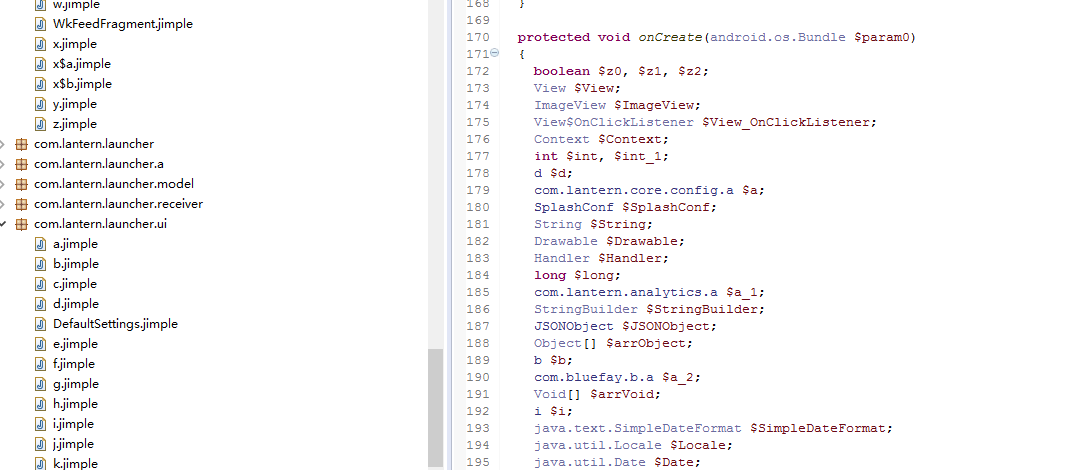 w.jimple
WkFeedFragment.jimple
x.jimple
x$a.jimple
x$b.jimple
y.jimple
z.jimple
com.lantern.launcher
com.lantern.launcher.a
com.lantern.launcher.model
com.lantern.launcher.receiver
com.lantern.launcher.ui
a.jimple
b.jimple
c.jimple
d.jimple
DefaultSettings.jimple
e.jimple
f.jimple
g.jimple
h.jimple
i.jimple
j.jimple
k.jimple
168 }
169
170 protected void onCreate(android.os.Bundle $param0)
171 {
172 boolean $z0, $z1, $z2;
173 View $View;
174 ImageView $ImageView;
175 View$OnClickListener $View_OnClickListener;
176 Context $Context;
177 int $int, $int_1;
178 d $d;
179 com.lantern.core.config.a $a;
180 SplashConf $SplashConf;
181 String $String;
182 Drawable $Drawable;
183 Handler $Handler;
184 long $long;
185 com.lantern.analytics.a $a_1;
186 StringBuilder $StringBuilder;
187 JSONObject $JSONObject;
188 Object[] $arrObject;
189 b $b;
190 com.bluefay.b.a $a_2;
191 Void[] $arrVoid;
192 i $i;
193 java.text.SimpleDateFormat $SimpleDateFormat;
194 java.util.Locale $Locale;
195 java.util.Date $Date;